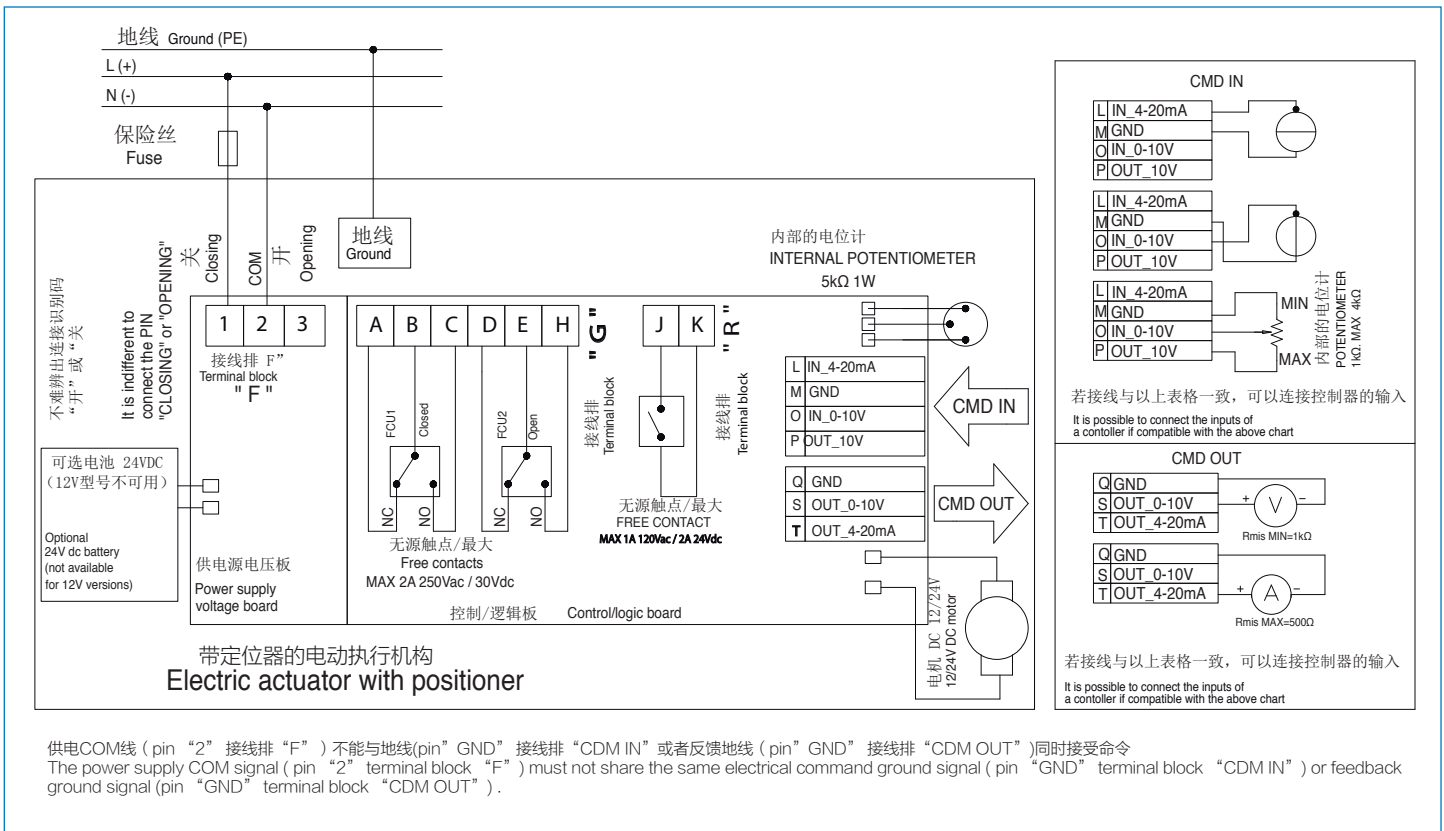 地线 Ground (PE)
L (+)
N (-)
保险丝
Fuse
关
Closing
COM
开
Opening
地线
Ground
不难辨出连接识别码
“开”或“关
It is indifferent to
connect the PIN
"CLOSING" or "OPENING"
1 2 3
接线排 F”
Terminal block
" F "
可选电池 24VDC
(12V型号不可用)
Optional
24V dc battery
(not available
for 12V versions)
供电源电压板
Power supply
voltage board
A B C D E H
"G"
接线排
Terminal block
FCU1
Closed
NC
NO
FCU2
Open
NC
NO
无源触点/最大
Free contacts
MAX 2A 250Vac / 30Vdc
J K
"R"
接线排
Terminal block
无源触点/最大
FREE CONTACT
MAX 1A 120Vac / 2A 24Vdc
控制/逻辑板 Control/logic board
内部的电位计
INTERNAL POTENTIOMETER
5kΩ 1W
L IN_4-20mA
M GND
O IN_0-10V
P OUT_10V
CMD IN
Q GND
S OUT_0-10V
T OUT_4-20mA
CMD OUT
电机 DC 12/24V
12/24V DC motor
带定位器的电动执行机构
Electric actuator with positioner
CMD IN
L IN_4-20mA
M GND
O IN_0-10V
P OUT_10V
L IN_4-20mA
M GND
O IN_0-10V
P OUT_10V
L IN_4-20mA
M GND
O IN_0-10V
P OUT_10V
MIN
MAX
内部的电位计
POTENTIOMETER
1kΩ. MAX 4kΩ
若接线与以上表格一致，可以连接控制器的输入
It is possible to connect the inputs of
a contoller if compatible with the above chart
CMD OUT
Q GND
S OUT_0-10V
T OUT_4-20mA
+ V -
Rmis MIN=1kΩ
Q GND
S OUT_0-10V
T OUT_4-20mA
+ A -
Rmis MAX=500Ω
若接线与以上表格一致，可以连接控制器的输入
It is possible to connect the inputs of
a contoller if compatible with the above chart
供电COM线（pin “2” 接线排“F”）不能与地线(pin”GND” 接线排“CDM IN”或者反馈地线（pin”GND” 接线排“CDM OUT”)同时接受命令
The power supply COM signal ( pin “2” terminal block “F” ) must not share the same electrical command ground signal ( pin “GND” terminal block “CDM IN” ) or feedback
ground signal (pin “GND” terminal block “CDM OUT” ) .